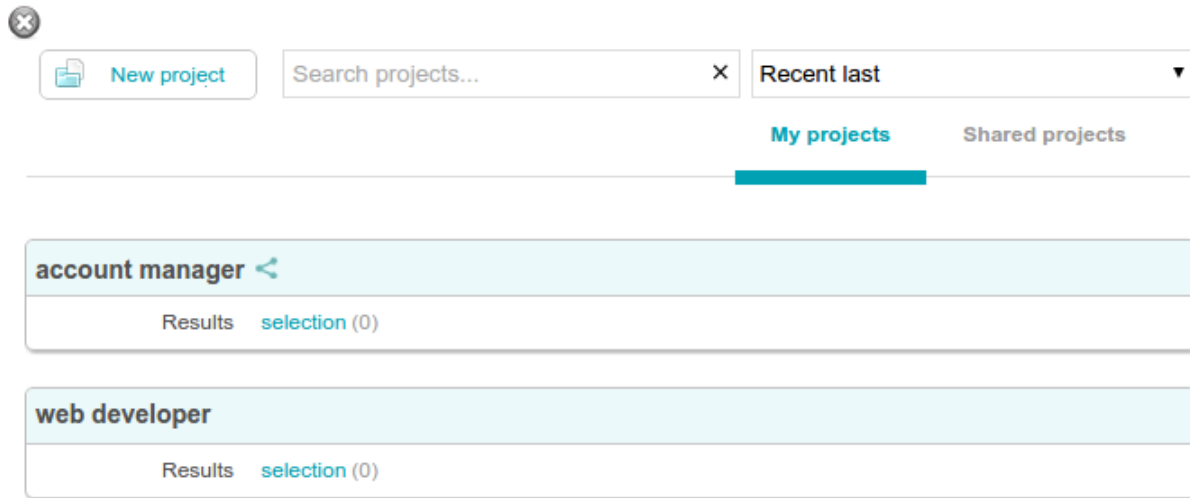 New project
Search projects...
Recent last
My projects
Shared projects
account manager
Results selection (0)
web developer
Results selection (0)